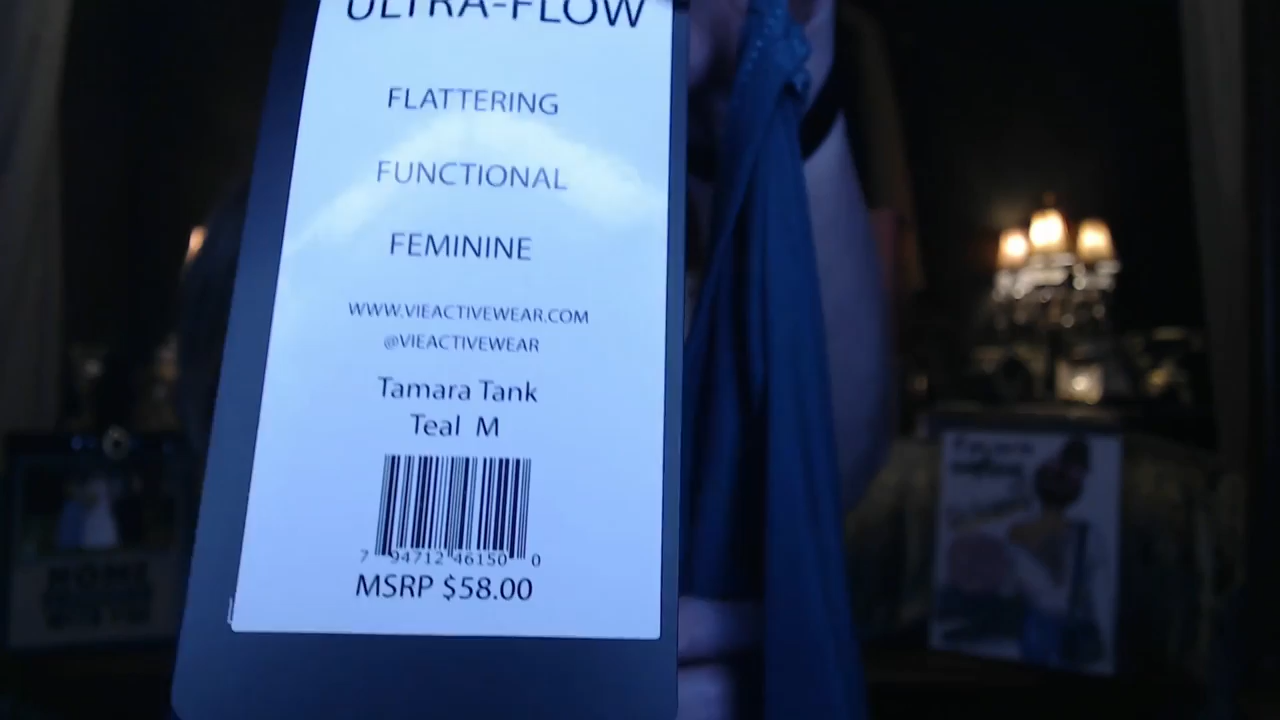 ULTRA-FLOW
FLATTERING
FUNCTIONAL
FEMININE
WWW.VIEACTIVEWEAR.COM
@VIEACTIVEWEAR
Tamara Tank
Teal M
7 94712 46150 0
MSRP $58.00